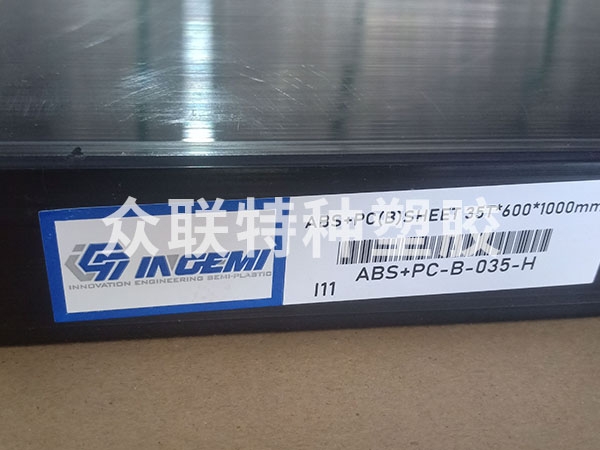 ABS+PC(B)SHEET 35T*600*1000mm
众联特种塑胶
INGEMI
INNOVATION ENGINEERING SEMI-PLASTIC
ABS+PC-B-035-H
I11